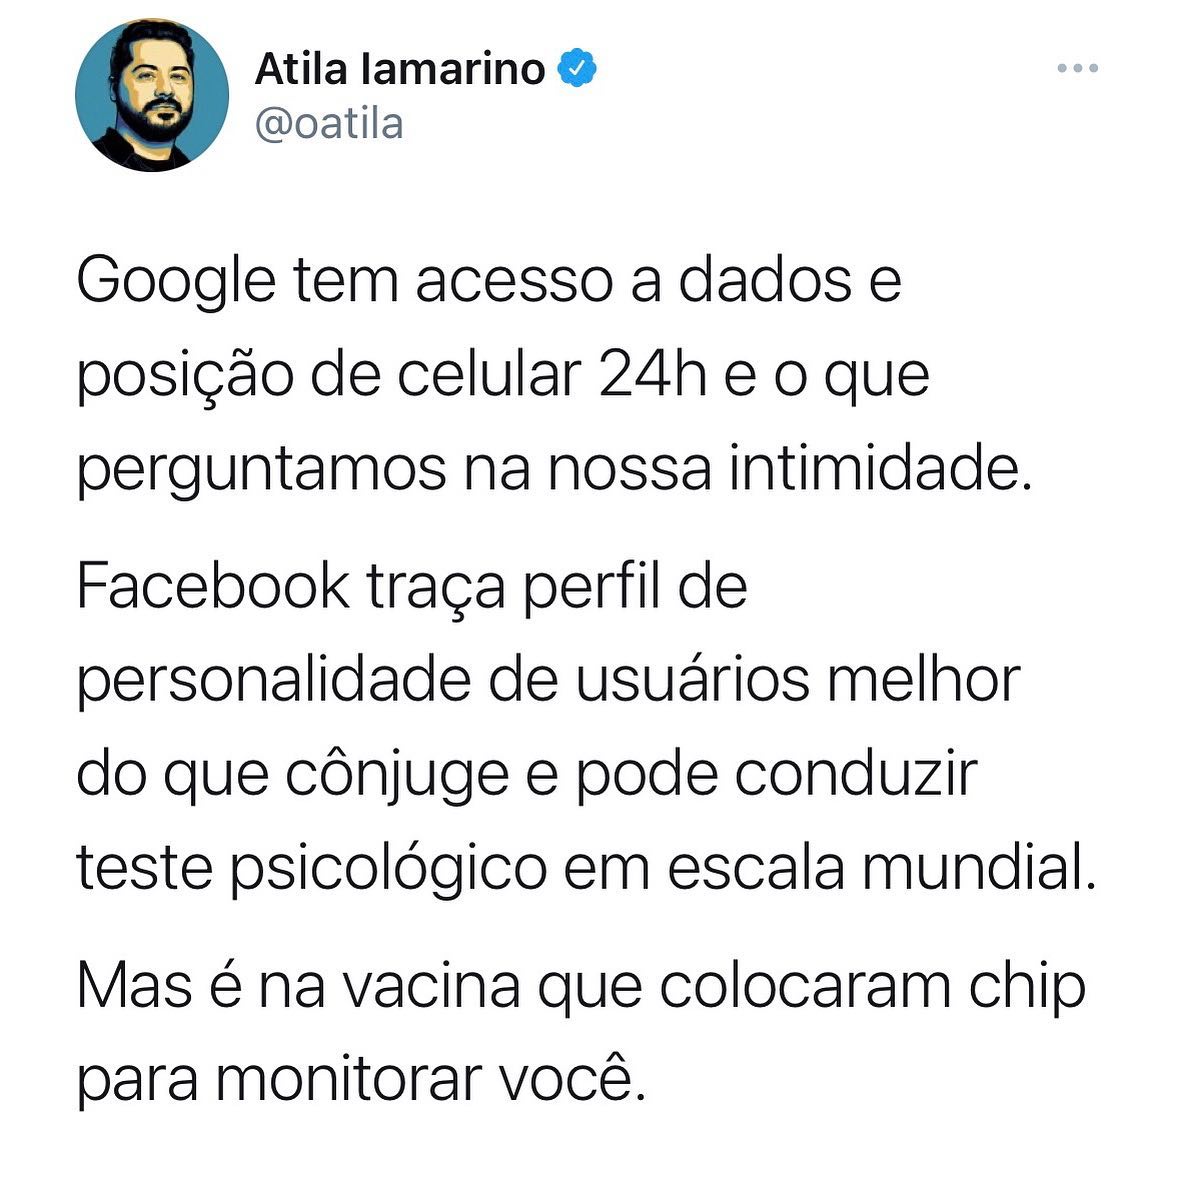 Atila Iamarino
@oatila
Google tem acesso a dados e
posição de celular 24h e o que
perguntamos na nossa intimidade.
Facebook traça perfil de
personalidade de usuários melhor
do que cônjuge e pode conduzir
teste psicológico em escala mundial.
Mas é na vacina que colocaram chip
para monitorar você.